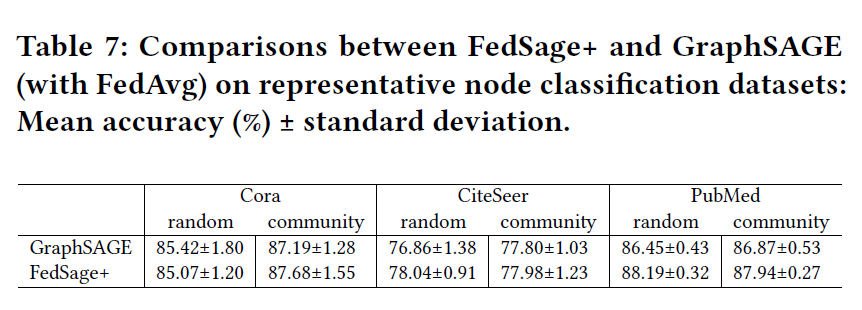 Table 7: Comparisons between FedSage+ and GraphSAGE
(with FedAvg) on representative node classification datasets:
Mean accuracy (%) ± standard deviation.
Cora CiteSeer PubMed
random community random community random community
GraphSAGE 85.42±1.80 87.19±1.28 76.86±1.38 77.80±1.03 86.45±0.43 86.87±0.53
FedSage+ 85.07±1.20 87.68±1.55 78.04±0.91 77.98±1.23 88.19±0.32 87.94±0.27